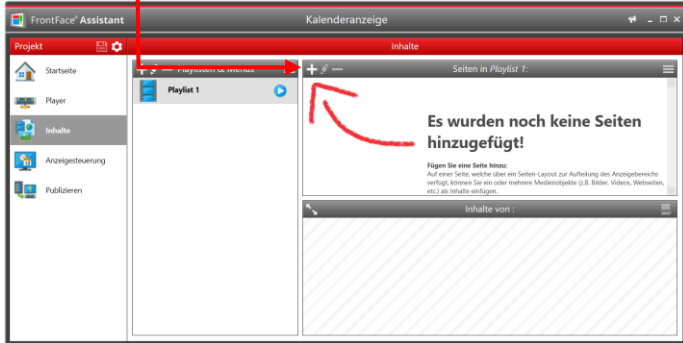 FrontFace® Assistant
Kalenderanzeige
Projekt
Inhalte
Startseite
Player
Inhalte
Anzeigesteuerung
Publizieren
Playlisten & Menüs
Playlist 1
Seiten in Playlist 1:
Es wurden noch keine Seiten
hinzugefügt!
Fügen Sie eine Seite hinzu:
Auf einer Seite, welche über ein Seiten-Layout zur Aufteilung des Anzeigebereichs
verfügt, können Sie ein oder mehrere Medienobjekte (z.B. Bilder, Videos, Webseiten,
etc.) als Inhalte einfügen.
Inhalte von :